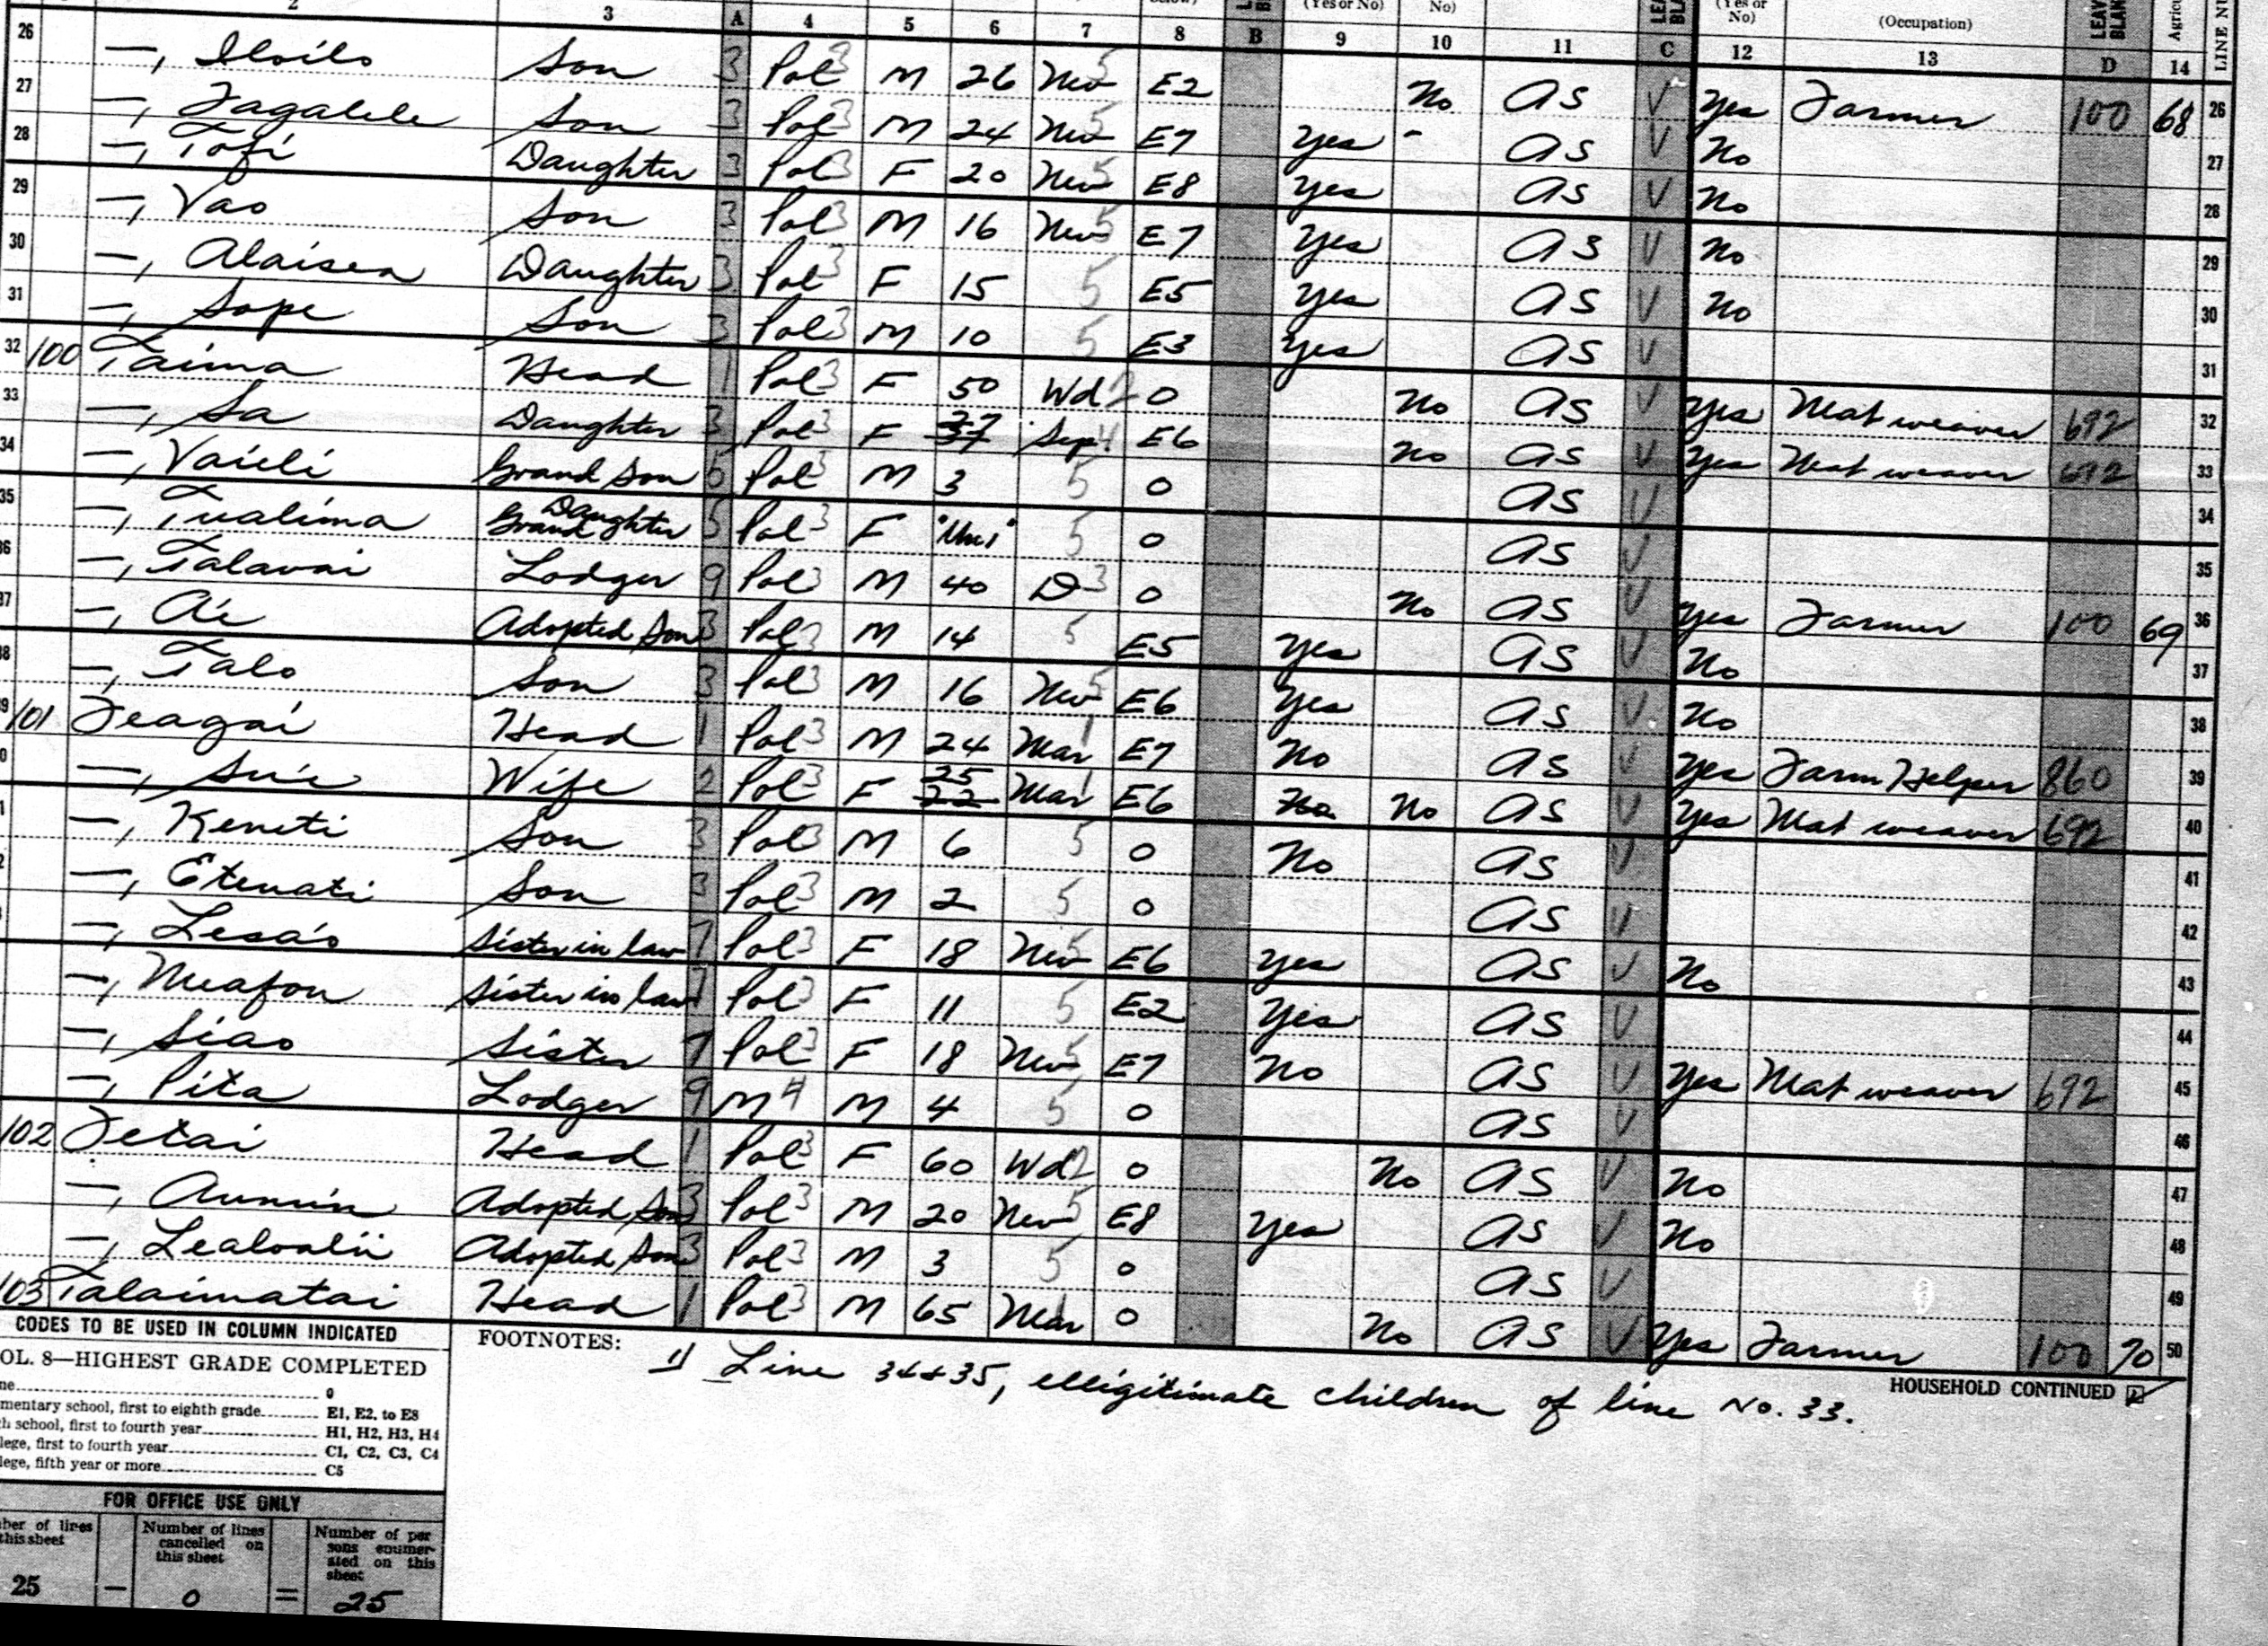 2 3 A 4 5 6 7 8 B 9 10 11 C 12 13 D 14
(Yes or No) No) (Yes or No) (Occupation) LEAVE BLANK LINE NU
26 —, Iloilo Son 3 Pol 3 M 26 Nev 5 E2 No AS V Yes Farmer 100 68 26
27 —, Fagalele Son 3 Pol 3 M 24 Nev 5 E7 Yes - AS V No 27
28 —, Tofi Daughter 3 Pol 3 F 20 Nev 5 E8 Yes AS V No 28
29 —, Vao Son 3 Pol 3 M 16 Nev 5 E7 Yes AS V No 29
30 —, Alaisea Daughter 3 Pol 3 F 15 5 E5 Yes AS V No 30
31 —, Sope Son 3 Pol 3 M 10 5 E3 Yes AS V 31
32 100 Taima Head 1 Pol 3 F 50 Wd 2 0 No AS V Yes Mat weaver 692 32
33 —, Sa Daughter 3 Pol 3 F 27 37 Sep. 4 E6 No AS V Yes Mat weaver 692 33
34 —, Vaieli Grand Son 5 Pol 3 M 3 5 0 AS V 34
35 —, Tualima Grand Daughter 5 Pol 3 F "Uni" 5 0 AS V 35
36 —, Talavai Lodger 9 Pol 3 M 40 D 3 0 No AS V Yes Farmer 100 69 36
37 —, A'e Adopted Son 3 Pol 3 M 14 5 E5 Yes AS V No 37
38 —, Talo Son 3 Pol 3 M 16 Nev 5 E6 Yes AS V No 38
39 101 Feagai Head 1 Pol 3 M 24 Mar 1 E7 No AS V Yes Farm Helper 860 39
40 —, Su'e Wife 2 Pol 3 F 25 22 Mar 1 E6 No No AS V Yes Mat weaver 692 40
—, Keneti Son 3 Pol 3 M 6 5 0 No AS V 41
—, Etenati Son 3 Pol 3 M 2 5 0 AS V 42
—, Lesa'o Sister in law 7 Pol 3 F 18 Nev 5 E6 Yes AS V No 43
—, Meafou Sister in law 7 Pol 3 F 11 5 E2 Yes AS V 44
—, Siao Sister 7 Pol 3 F 18 Nev 5 E7 No AS V Yes Mat weaver 692 45
—, Pita Lodger 9 M 4 M 4 5 0 AS V 46
102 Fetai Head 1 Pol 3 F 60 Wd 2 0 No AS V No 47
—, Adopted Son 3 Pol 3 M 20 Nev 5 E8 Yes AS V No 48
—, Lealoalii Adopted Son 3 Pol 3 M 3 5 0 AS V 49
103 Talaimatai Head 1 Pol 3 M 65 Mar 1 0 No AS V Yes Farmer 100 70 50
CODES TO BE USED IN COLUMN INDICATED
OL. 8—HIGHEST GRADE COMPLETED
ne 0
mentary school, first to eighth grade E1, E2, to E8
h school, first to fourth year H1, H2, H3, H4
lege, first to fourth year C1, C2, C3, C4
lege, fifth year or more C5
FOOTNOTES:
1) Line 34 & 35, elligitimate children of line No. 33.
HOUSEHOLD CONTINUED
FOR OFFICE USE ONLY
ber of lines this sheet
25
—
Number of lines cancelled on this sheet
0
=
Number of persons enumerated on this sheet
25